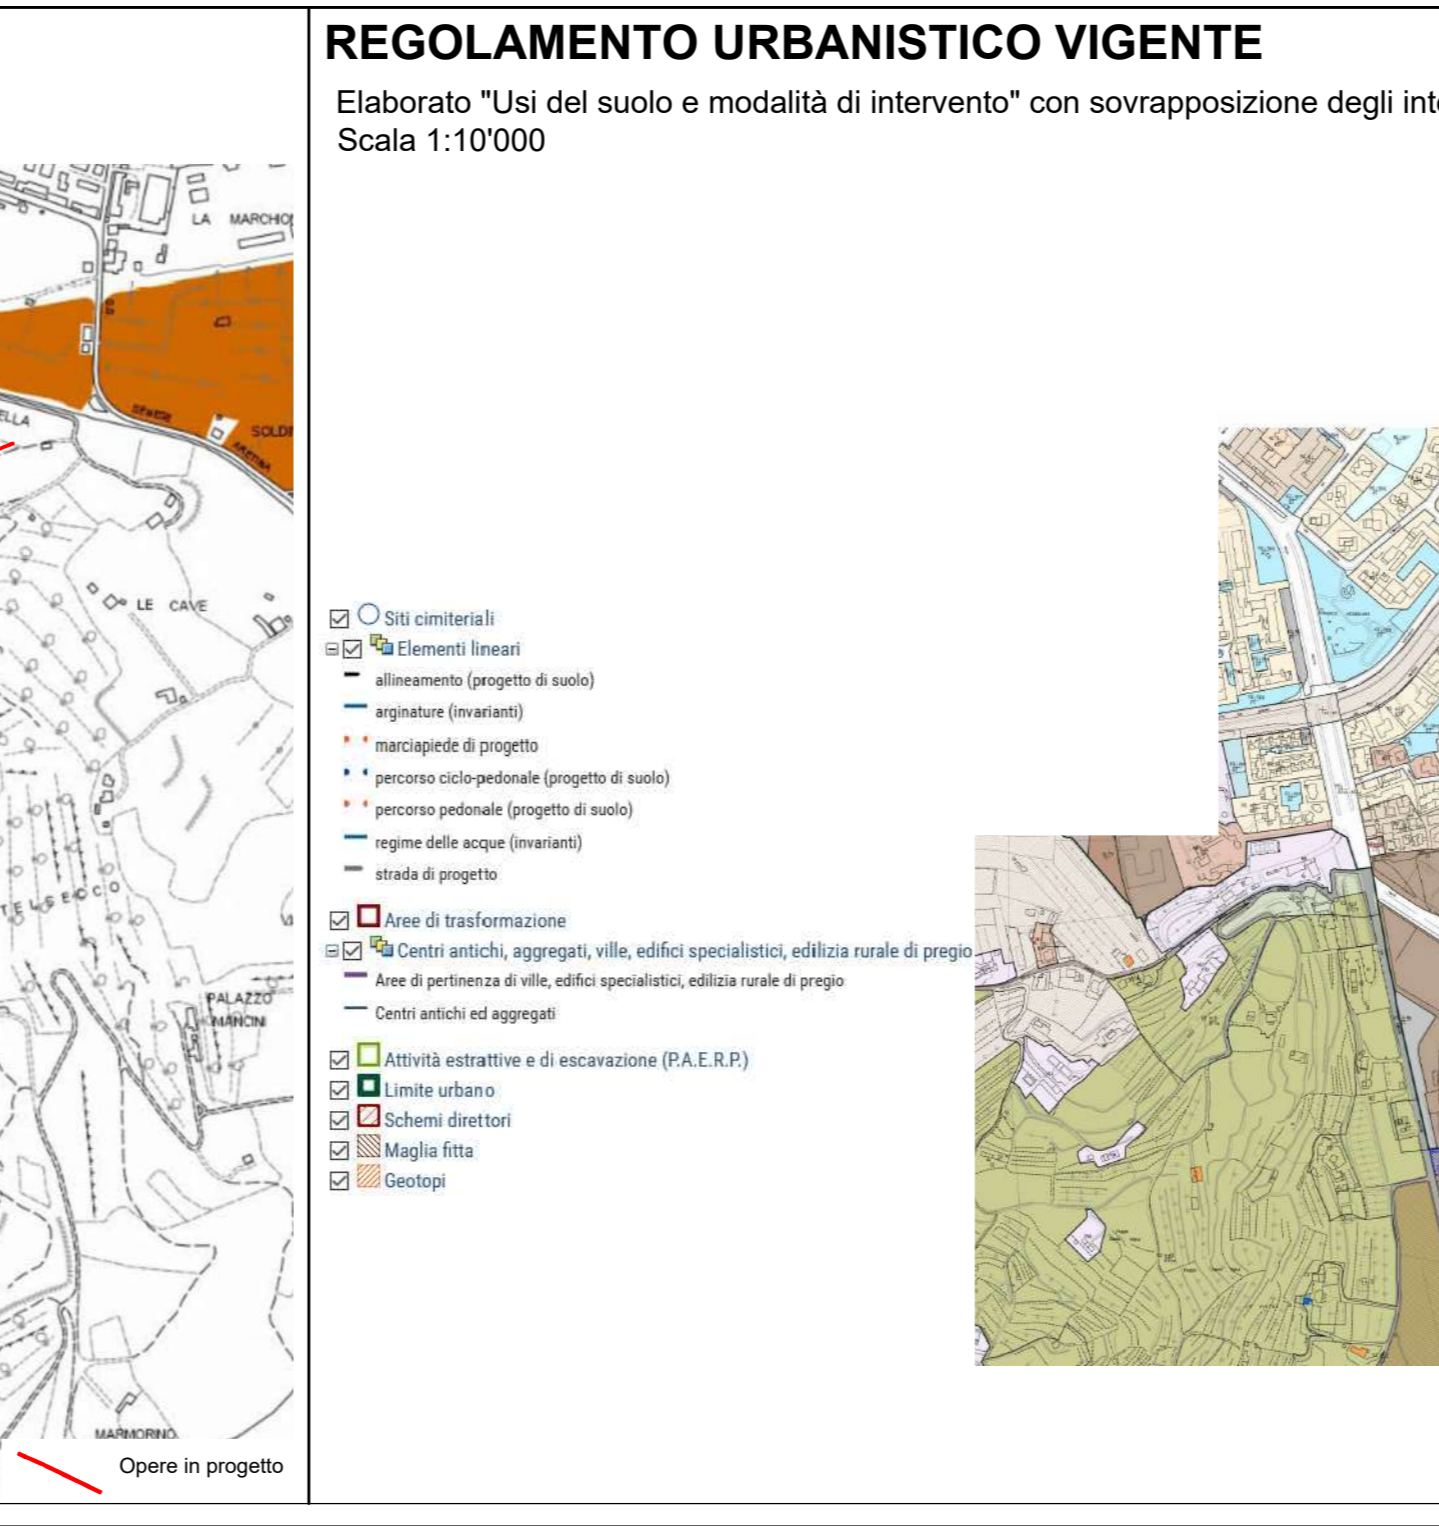 REGOLAMENTO URBANISTICO VIGENTE
Elaborato "Usi del suolo e modalità di intervento" con sovrapposizione degli
Scala 1:10'000
LA MARCHIO
ELLA
SENESE
ARETINA
SOLD
LE CAVE
TELSECCO
PALAZZO
MANCINI
MARMORINO
Opere in progetto
Siti cimiteriali
Elementi lineari
allineamento (progetto di suolo)
arginature (invarianti)
marciapiede di progetto
percorso ciclo-pedonale (progetto di suolo)
percorso pedonale (progetto di suolo)
regime delle acque (invarianti)
strada di progetto
Aree di trasformazione
Centri antichi, aggregati, ville, edifici specialistici, edilizia rurale di pregio
Aree di pertinenza di ville, edifici specialistici, edilizia rurale di pregio
Centri antichi ed aggregati
Attività estrattive e di escavazione (P.A.E.R.P.)
Limite urbano
Schemi direttori
Maglia fitta
Geotopi